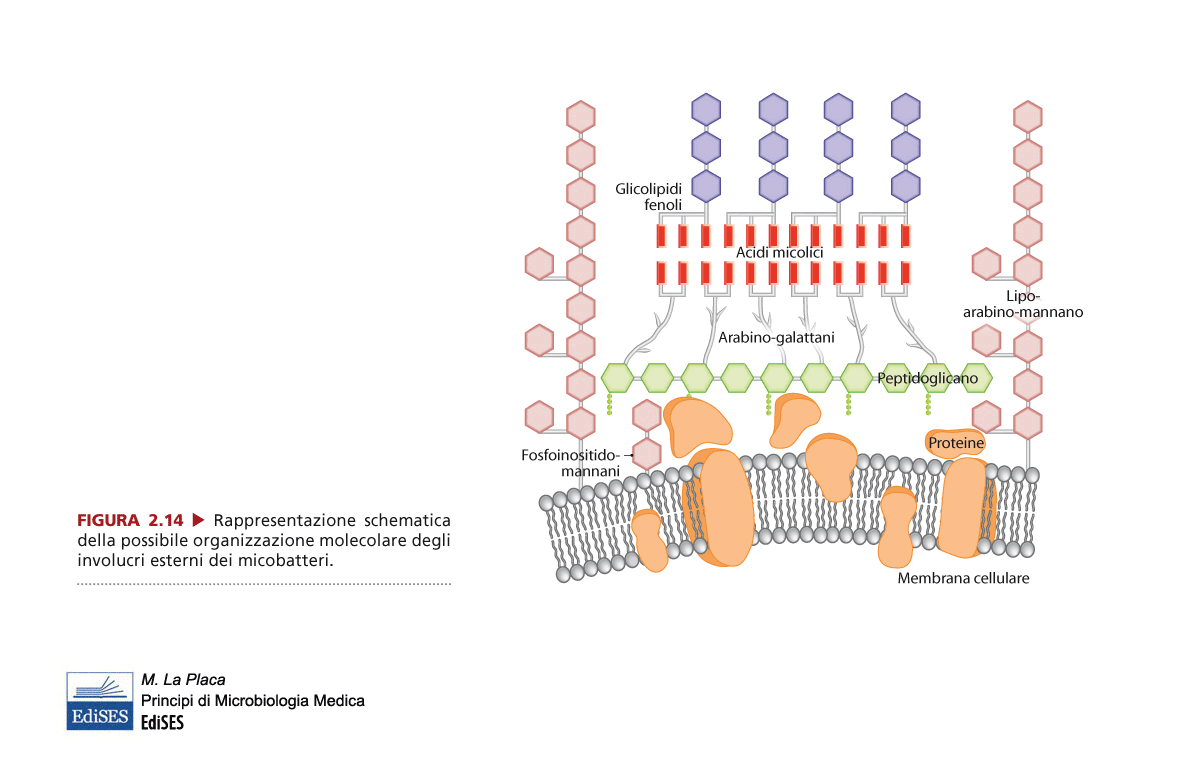 Glicolipidi
fenoli
Acidi micolici
Lipo-
arabino-mannano
Arabino-galattani
Peptidoglicano
Proteine
Fosfoinositido-
mannani
Membrana cellulare
FIGURA 2.14 ▶ Rappresentazione schematica
della possibile organizzazione molecolare degli
involucri esterni dei micobatteri.
EdiSES
M. La Placa
Principi di Microbiologia Medica
EdiSES